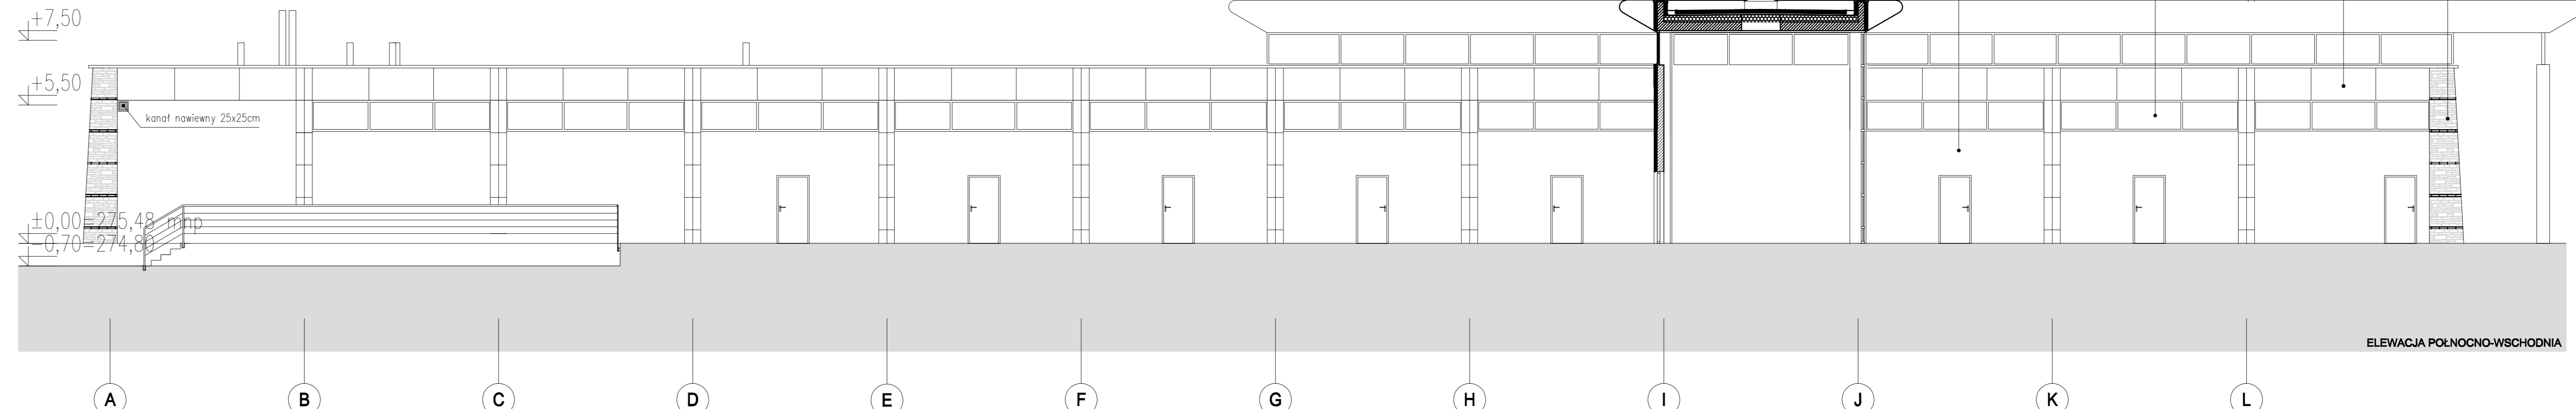 +7,50
+5,50
kanał nawiewny 25x25cm
±0,00=275,48 mnp
-0,70=274,80
ELEWACJA POŁNOCNO-WSCHODNIA
A B C D E F G H I J K L